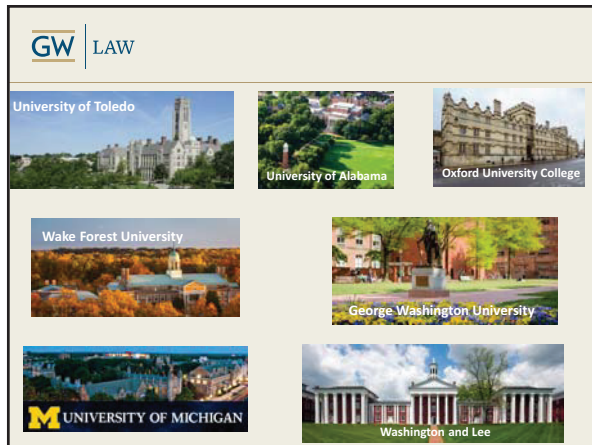 GW LAW
University of Toledo
University of Alabama
Oxford University College
Wake Forest University
George Washington University
M UNIVERSITY OF MICHIGAN
Washington and Lee